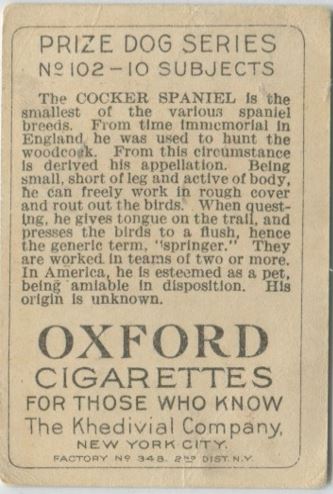 PRIZE DOG SERIES
Nº 102-10 SUBJECTS
The COCKER SPANIEL is the
smallest of the various spaniel
breeds. From time immemorial in
England, he was used to hunt the
woodcock. From this circumstance
is derived his appellation. Being
small, short of leg and active of body,
he can freely work in rough cover
and rout out the birds. When quest-
ing, he gives tongue on the trail, and
presses the birds to a flush, hence
the generic term, "springer." They
are worked in teams of two or more.
In America, he is esteemed as a pet,
being amiable in disposition. His
origin is unknown.
OXFORD
CIGARETTES
FOR THOSE WHO KNOW
The Khedivial Company,
NEW YORK CITY.
FACTORY Nº 348. 2ND DIST. N.Y.